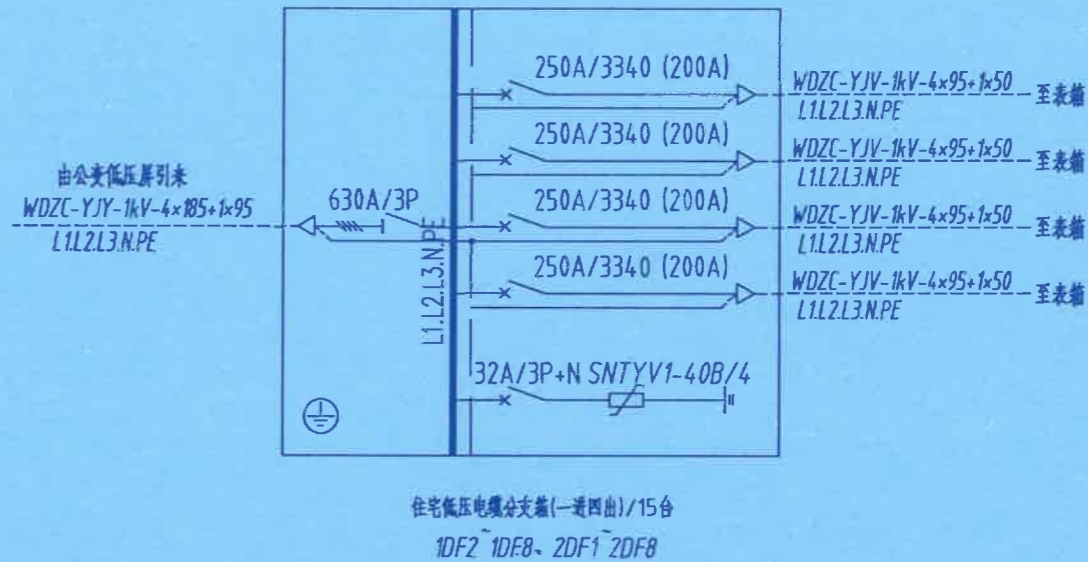 250A/3340 (200A)
WDZC-YJV-1kV-4×95+1×50
至表箱
L1.L2.L3.N.PE
250A/3340 (200A)
WDZC-YJV-1kV-4×95+1×50
至表箱
L1.L2.L3.N.PE
由公变低压屏引来
WDZC-YJY-1kV-4×185+1×95
L1.L2.L3.N.PE
630A/3P
L1.L2.L3.N.PE
250A/3340 (200A)
WDZC-YJV-1kV-4×95+1×50
至表箱
L1.L2.L3.N.PE
250A/3340 (200A)
WDZC-YJV-1kV-4×95+1×50
至表箱
L1.L2.L3.N.PE
32A/3P+N SNTYV1-40B/4
住宅低压电缆分支箱(一进四出)/15台
1DF2~1DF8、2DF1~2DF8